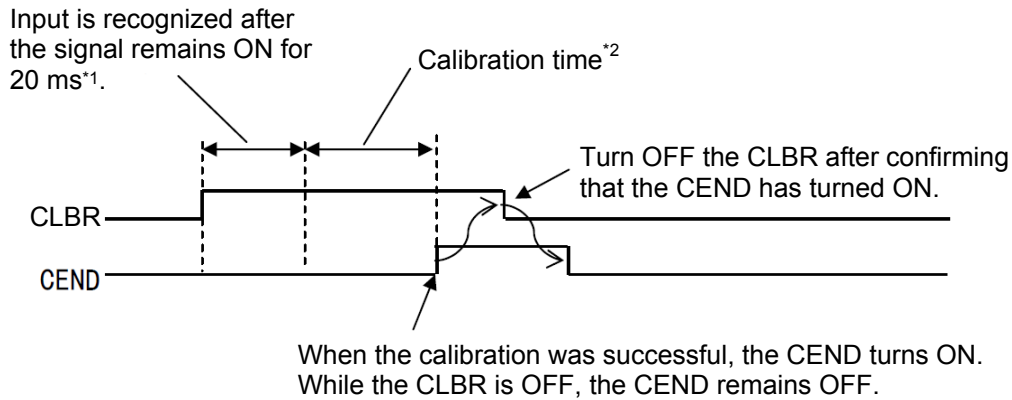 Input is recognized after
the signal remains ON for
20 ms*1.
Calibration time*2
Turn OFF the CLBR after confirming
that the CEND has turned ON.
CLBR
CEND
When the calibration was successful, the CEND turns ON.
While the CLBR is OFF, the CEND remains OFF.